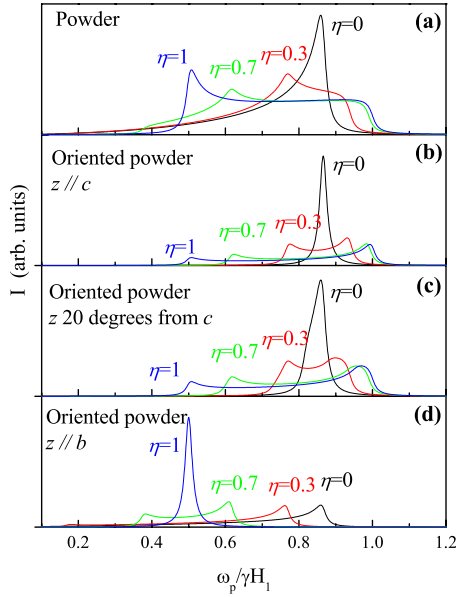 Powder
(a)
η=0
η=1
η=0.3
η=0.7
Oriented powder
z // c
(b)
η=0
η=0.3
η=0.7
η=1
Oriented powder
z 20 degrees from c
(c)
η=0
η=0.3
η=0.7
η=1
Oriented powder
z // b
(d)
η=1
η=0.7
η=0.3
η=0
I (arb. units)
0.2 0.4 0.6 0.8 1.0 1.2
ωp/γH1